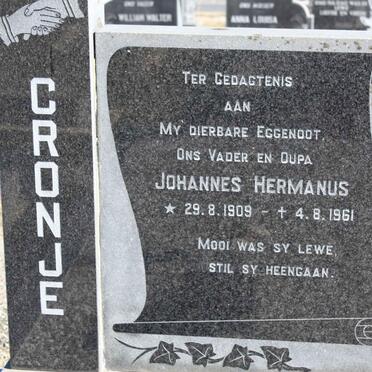 WILLIAM WALTER
ANNA LOUISA
CRONJE
TER GEDAGTENIS
AAN
MY DIERBARE EGGENOOT
ONS VADER EN OUPA
JOHANNES HERMANUS
★ 29.8.1909 – ✝ 4.8.1961
MOOI WAS SY LEWE,
STIL SY HEENGAAN.